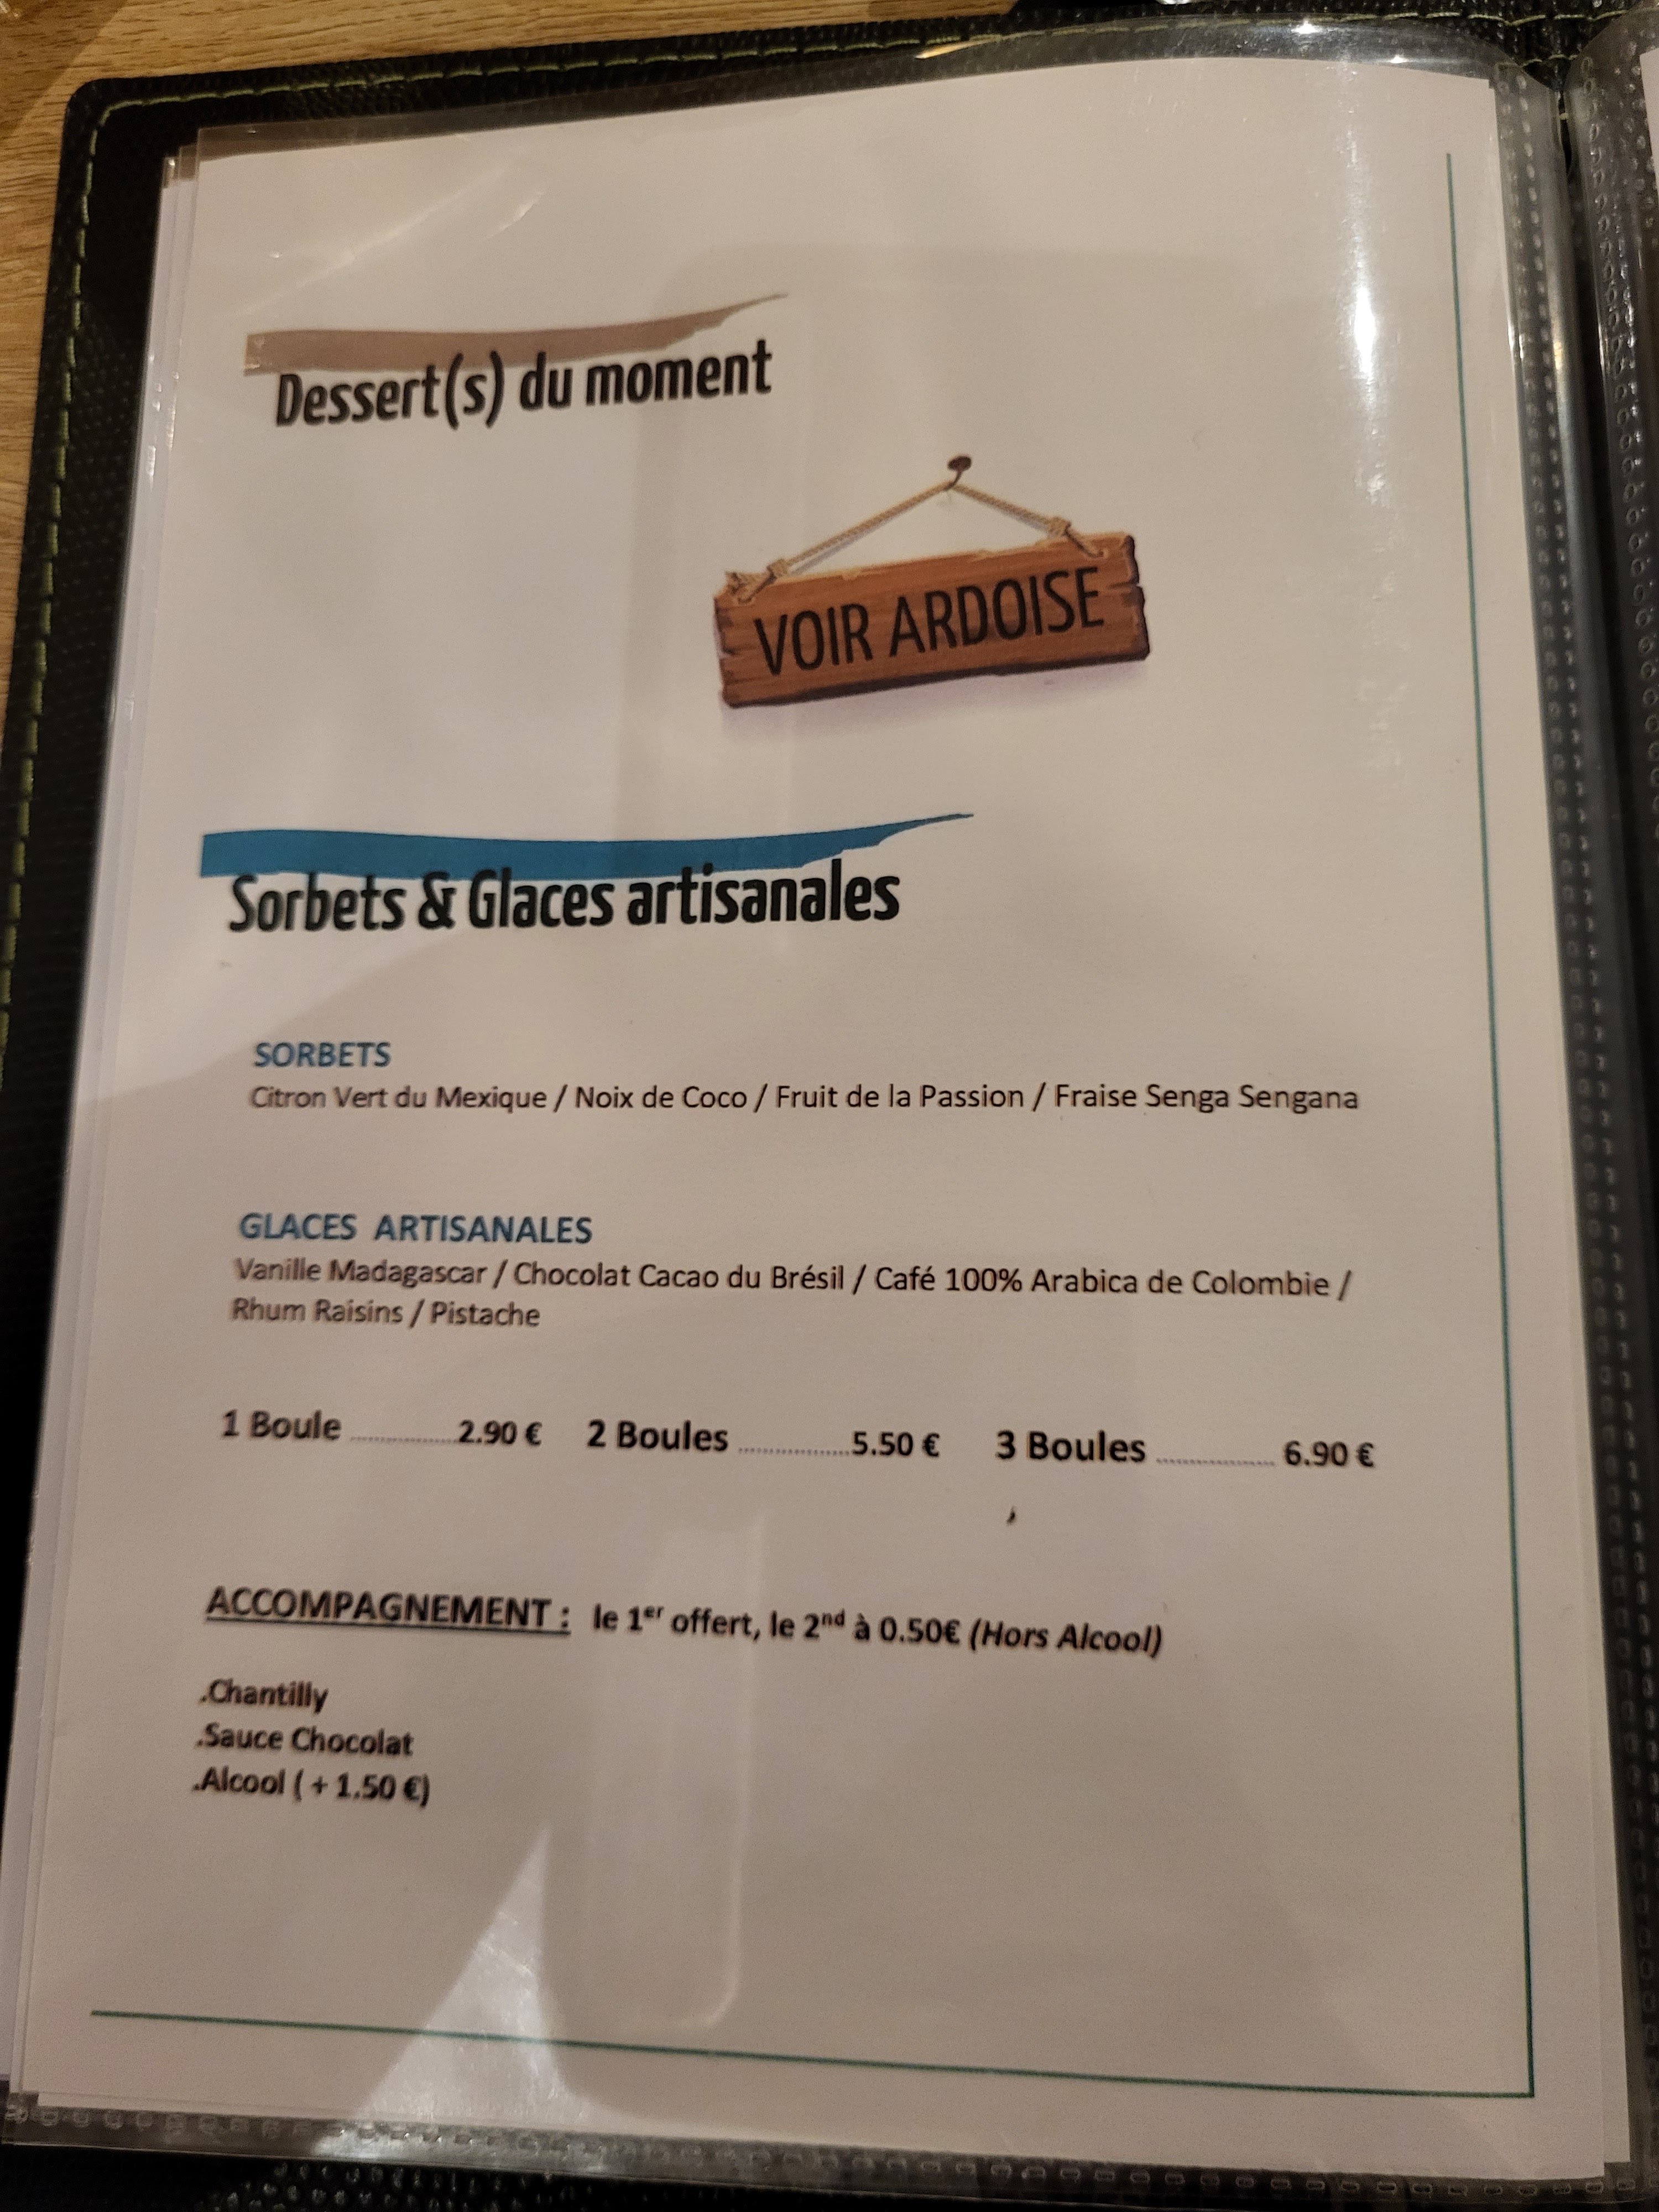 Dessert(s) du moment
VOIR ARDOISE
Sorbets & Glaces artisanales
SORBETS
Citron Vert du Mexique / Noix de Coco / Fruit de la Passion / Fraise Senga Sengana
GLACES ARTISANALES
Vanille Madagascar / Chocolat Cacao du Brésil / Café 100% Arabica de Colombie /
Rhum Raisins / Pistache
1 Boule ............2.90 € 2 Boules ............5.50 € 3 Boules ............ 6.90 €
ACCOMPAGNEMENT : le 1er offert, le 2nd à 0.50€ (Hors Alcool)
.Chantilly
.Sauce Chocolat
.Alcool ( + 1.50 €)